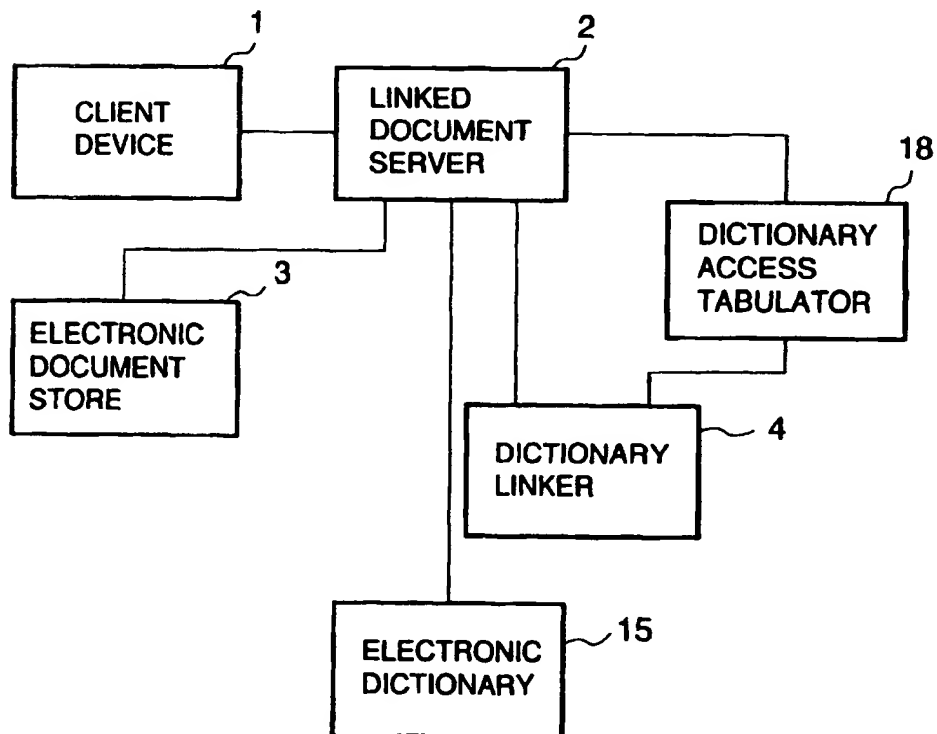 1
CLIENT
DEVICE
2
LINKED
DOCUMENT
SERVER
18
DICTIONARY
ACCESS
TABULATOR
3
ELECTRONIC
DOCUMENT
STORE
4
DICTIONARY
LINKER
15
ELECTRONIC
DICTIONARY